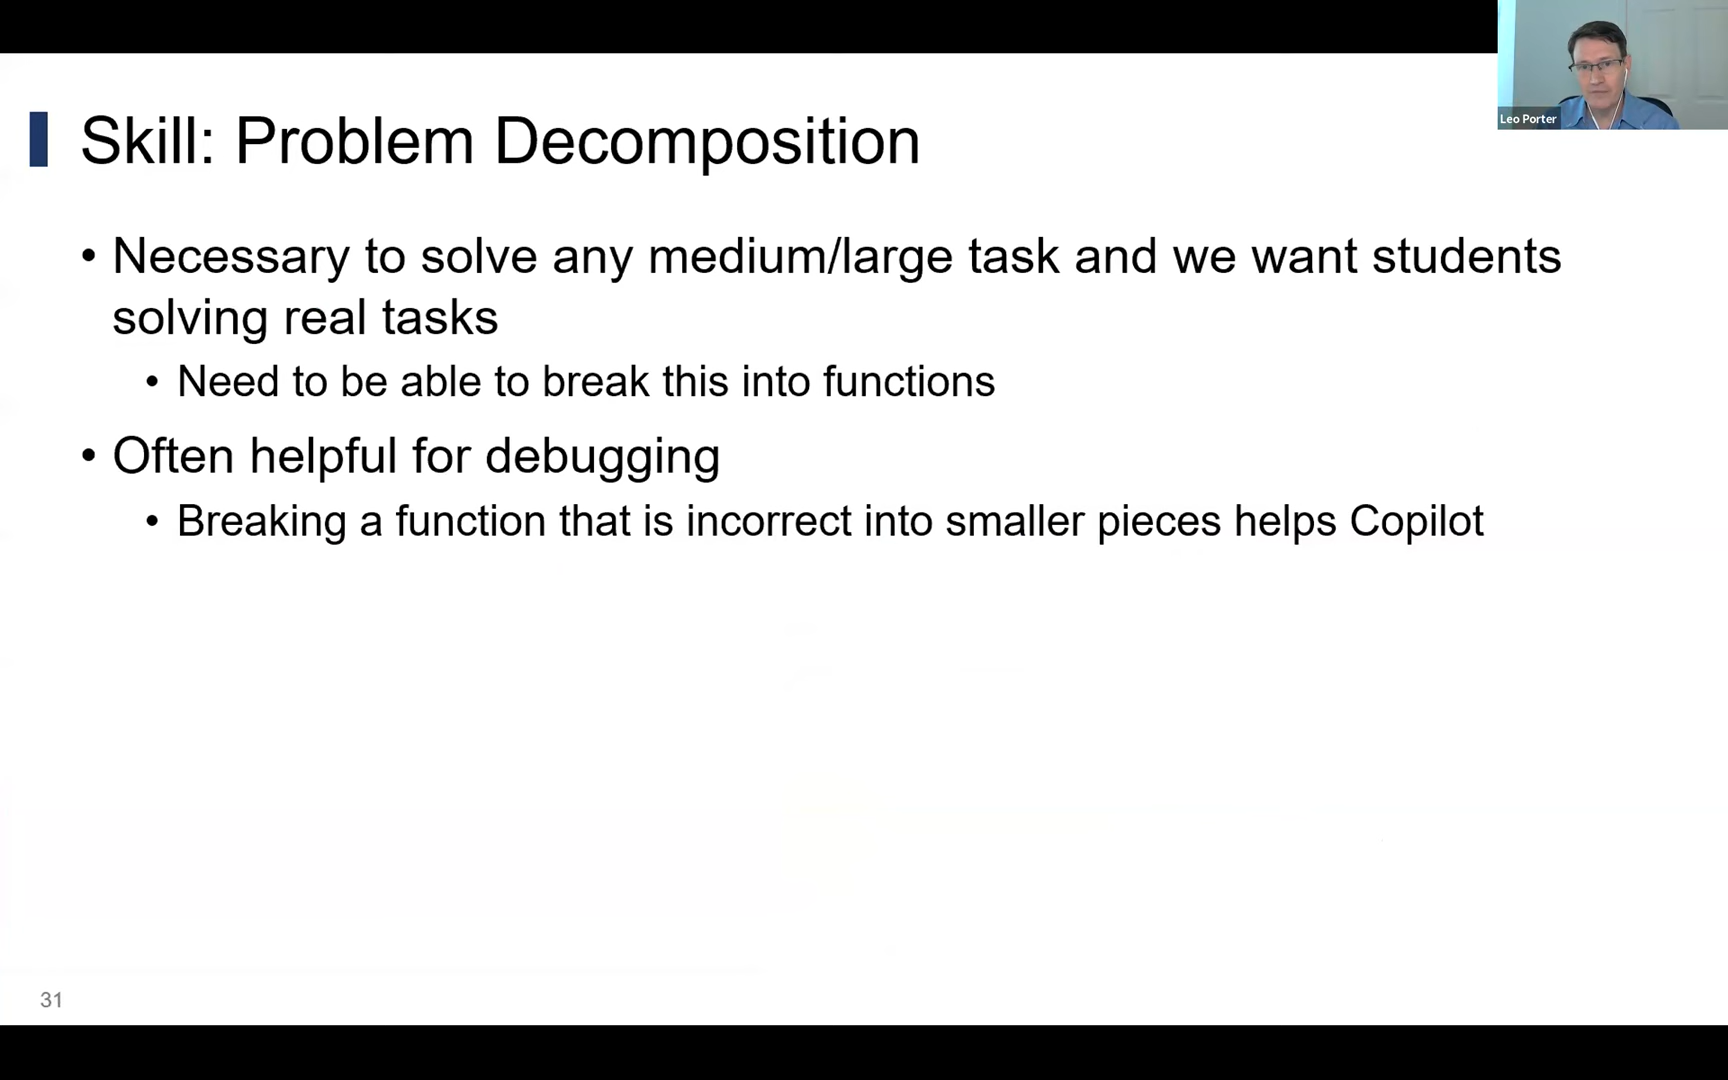 Leo Porter
Skill: Problem Decomposition
• Necessary to solve any medium/large task and we want students
solving real tasks
• Need to be able to break this into functions
• Often helpful for debugging
• Breaking a function that is incorrect into smaller pieces helps Copilot
31